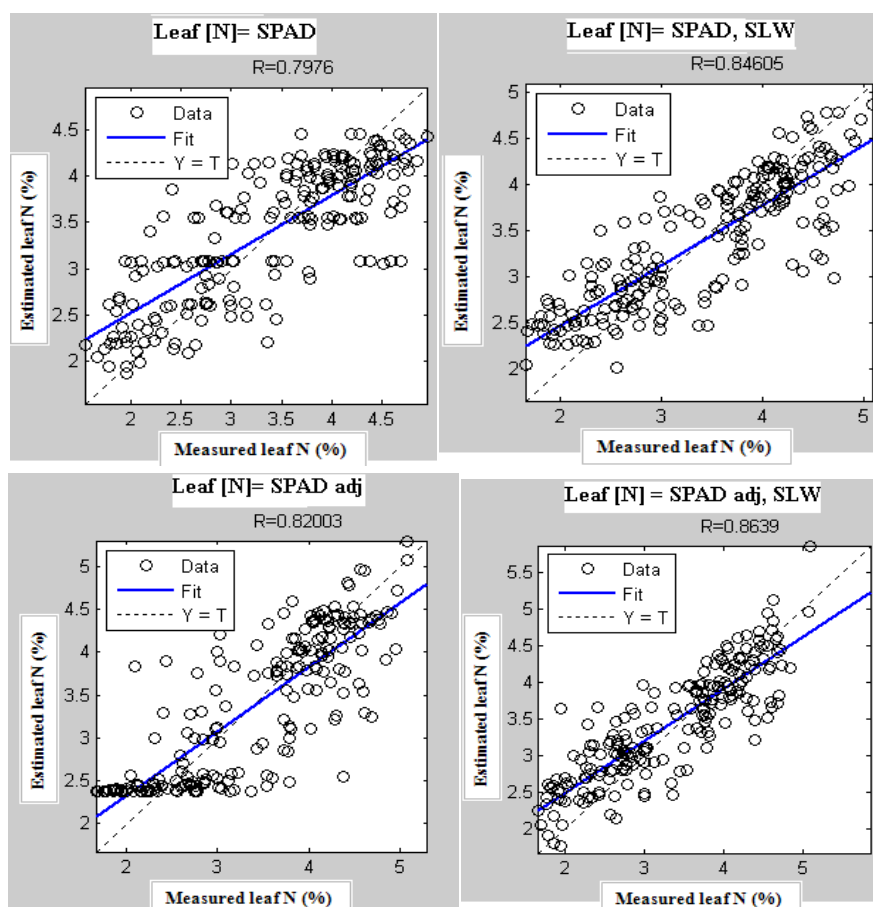 Leaf [N]= SPAD
R=0.7976
Data
Fit
Y = T
4.5
4
3.5
3
2.5
2
Estimated leaf N (%)
2 2.5 3 3.5 4 4.5
Measured leaf N (%)
Leaf [N]= SPAD, SLW
R=0.84605
Data
Fit
Y = T
5
4.5
4
3.5
3
2.5
2
Estimated leaf N (%)
2 3 4 5
Measured leaf N (%)
Leaf [N]= SPAD adj
R=0.82003
Data
Fit
Y = T
5
4.5
4
3.5
3
2.5
2
Estimated leaf N (%)
2 3 4 5
Measured leaf N (%)
Leaf [N] = SPAD adj, SLW
R=0.8639
Data
Fit
Y = T
5.5
5
4.5
4
3.5
3
2.5
2
Estimated leaf N (%)
2 3 4 5
Measured leaf N (%)